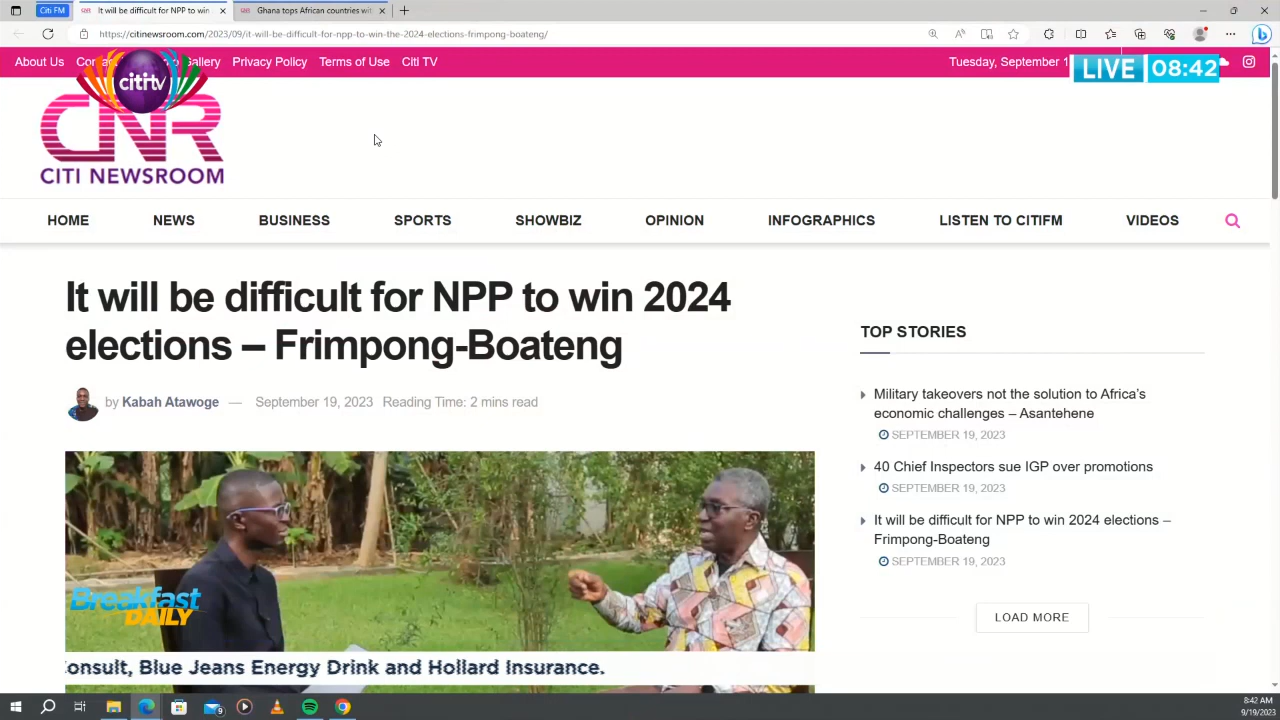 Citi FM
It will be difficult for NPP to win
Ghana tops African countries wit
https://citinewsroom.com/2023/09/it-will-be-difficult-for-npp-to-win-the-2024-elections-frimpong-boateng/
About Us
Gallery
Privacy Policy
Terms of Use
Citi TV
Tuesday, September 1
LIVE 08:42
citi tv
CNR
CITI NEWSROOM
HOME
NEWS
BUSINESS
SPORTS
SHOWBIZ
OPINION
INFOGRAPHICS
LISTEN TO CITIFM
VIDEOS
It will be difficult for NPP to win 2024
elections – Frimpong-Boateng
by Kabah Atawoge — September 19, 2023 Reading Time: 2 mins read
TOP STORIES
Military takeovers not the solution to Africa's
economic challenges – Asantehene
SEPTEMBER 19, 2023
40 Chief Inspectors sue IGP over promotions
SEPTEMBER 19, 2023
It will be difficult for NPP to win 2024 elections –
Frimpong-Boateng
SEPTEMBER 19, 2023
LOAD MORE
Breakfast
DAILY
onsult, Blue Jeans Energy Drink and Hollard Insurance.
9
8:42 AM
9/19/2023